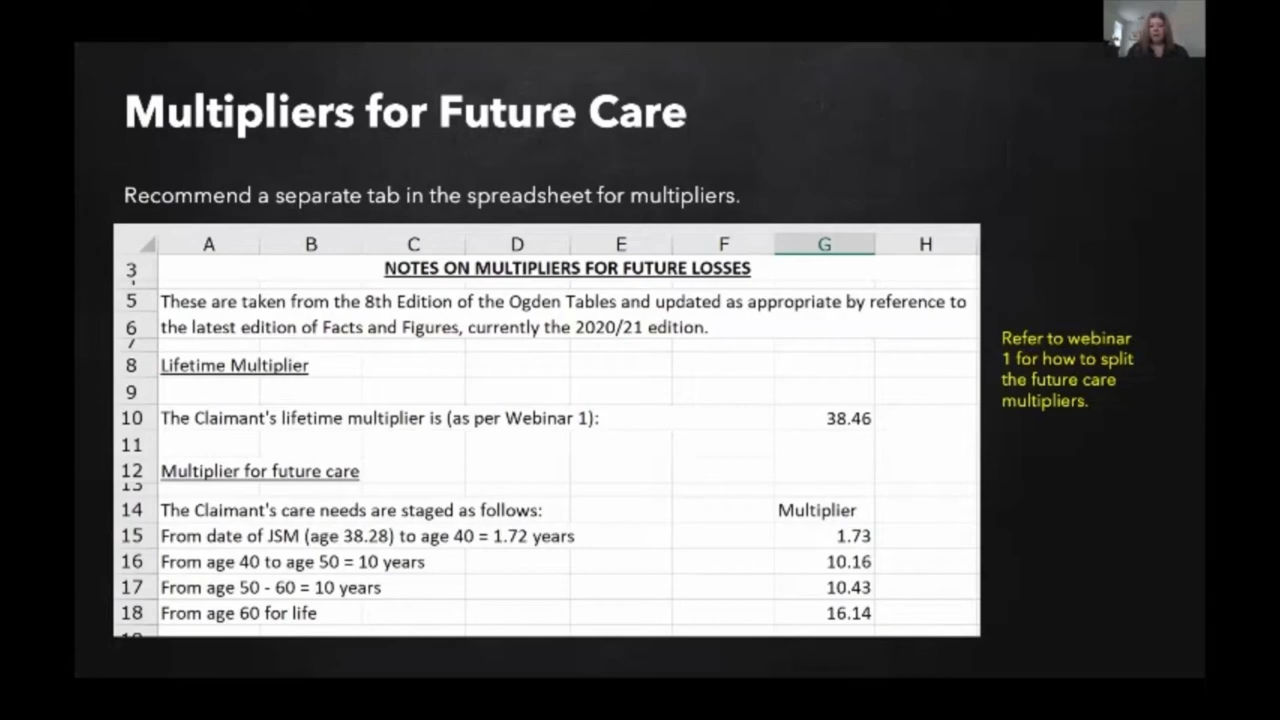 Multipliers for Future Care
Recommend a separate tab in the spreadsheet for multipliers.
A B C D E F G H
3 NOTES ON MULTIPLIERS FOR FUTURE LOSSES
5 These are taken from the 8th Edition of the Ogden Tables and updated as appropriate by reference to
6 the latest edition of Facts and Figures, currently the 2020/21 edition.
7
8 Lifetime Multiplier
9
10 The Claimant's lifetime multiplier is (as per Webinar 1): 38.46
11
12 Multiplier for future care
13
14 The Claimant's care needs are staged as follows: Multiplier
15 From date of JSM (age 38.28) to age 40 = 1.72 years 1.73
16 From age 40 to age 50 = 10 years 10.16
17 From age 50 - 60 = 10 years 10.43
18 From age 60 for life 16.14
Refer to webinar
1 for how to split
the future care
multipliers.